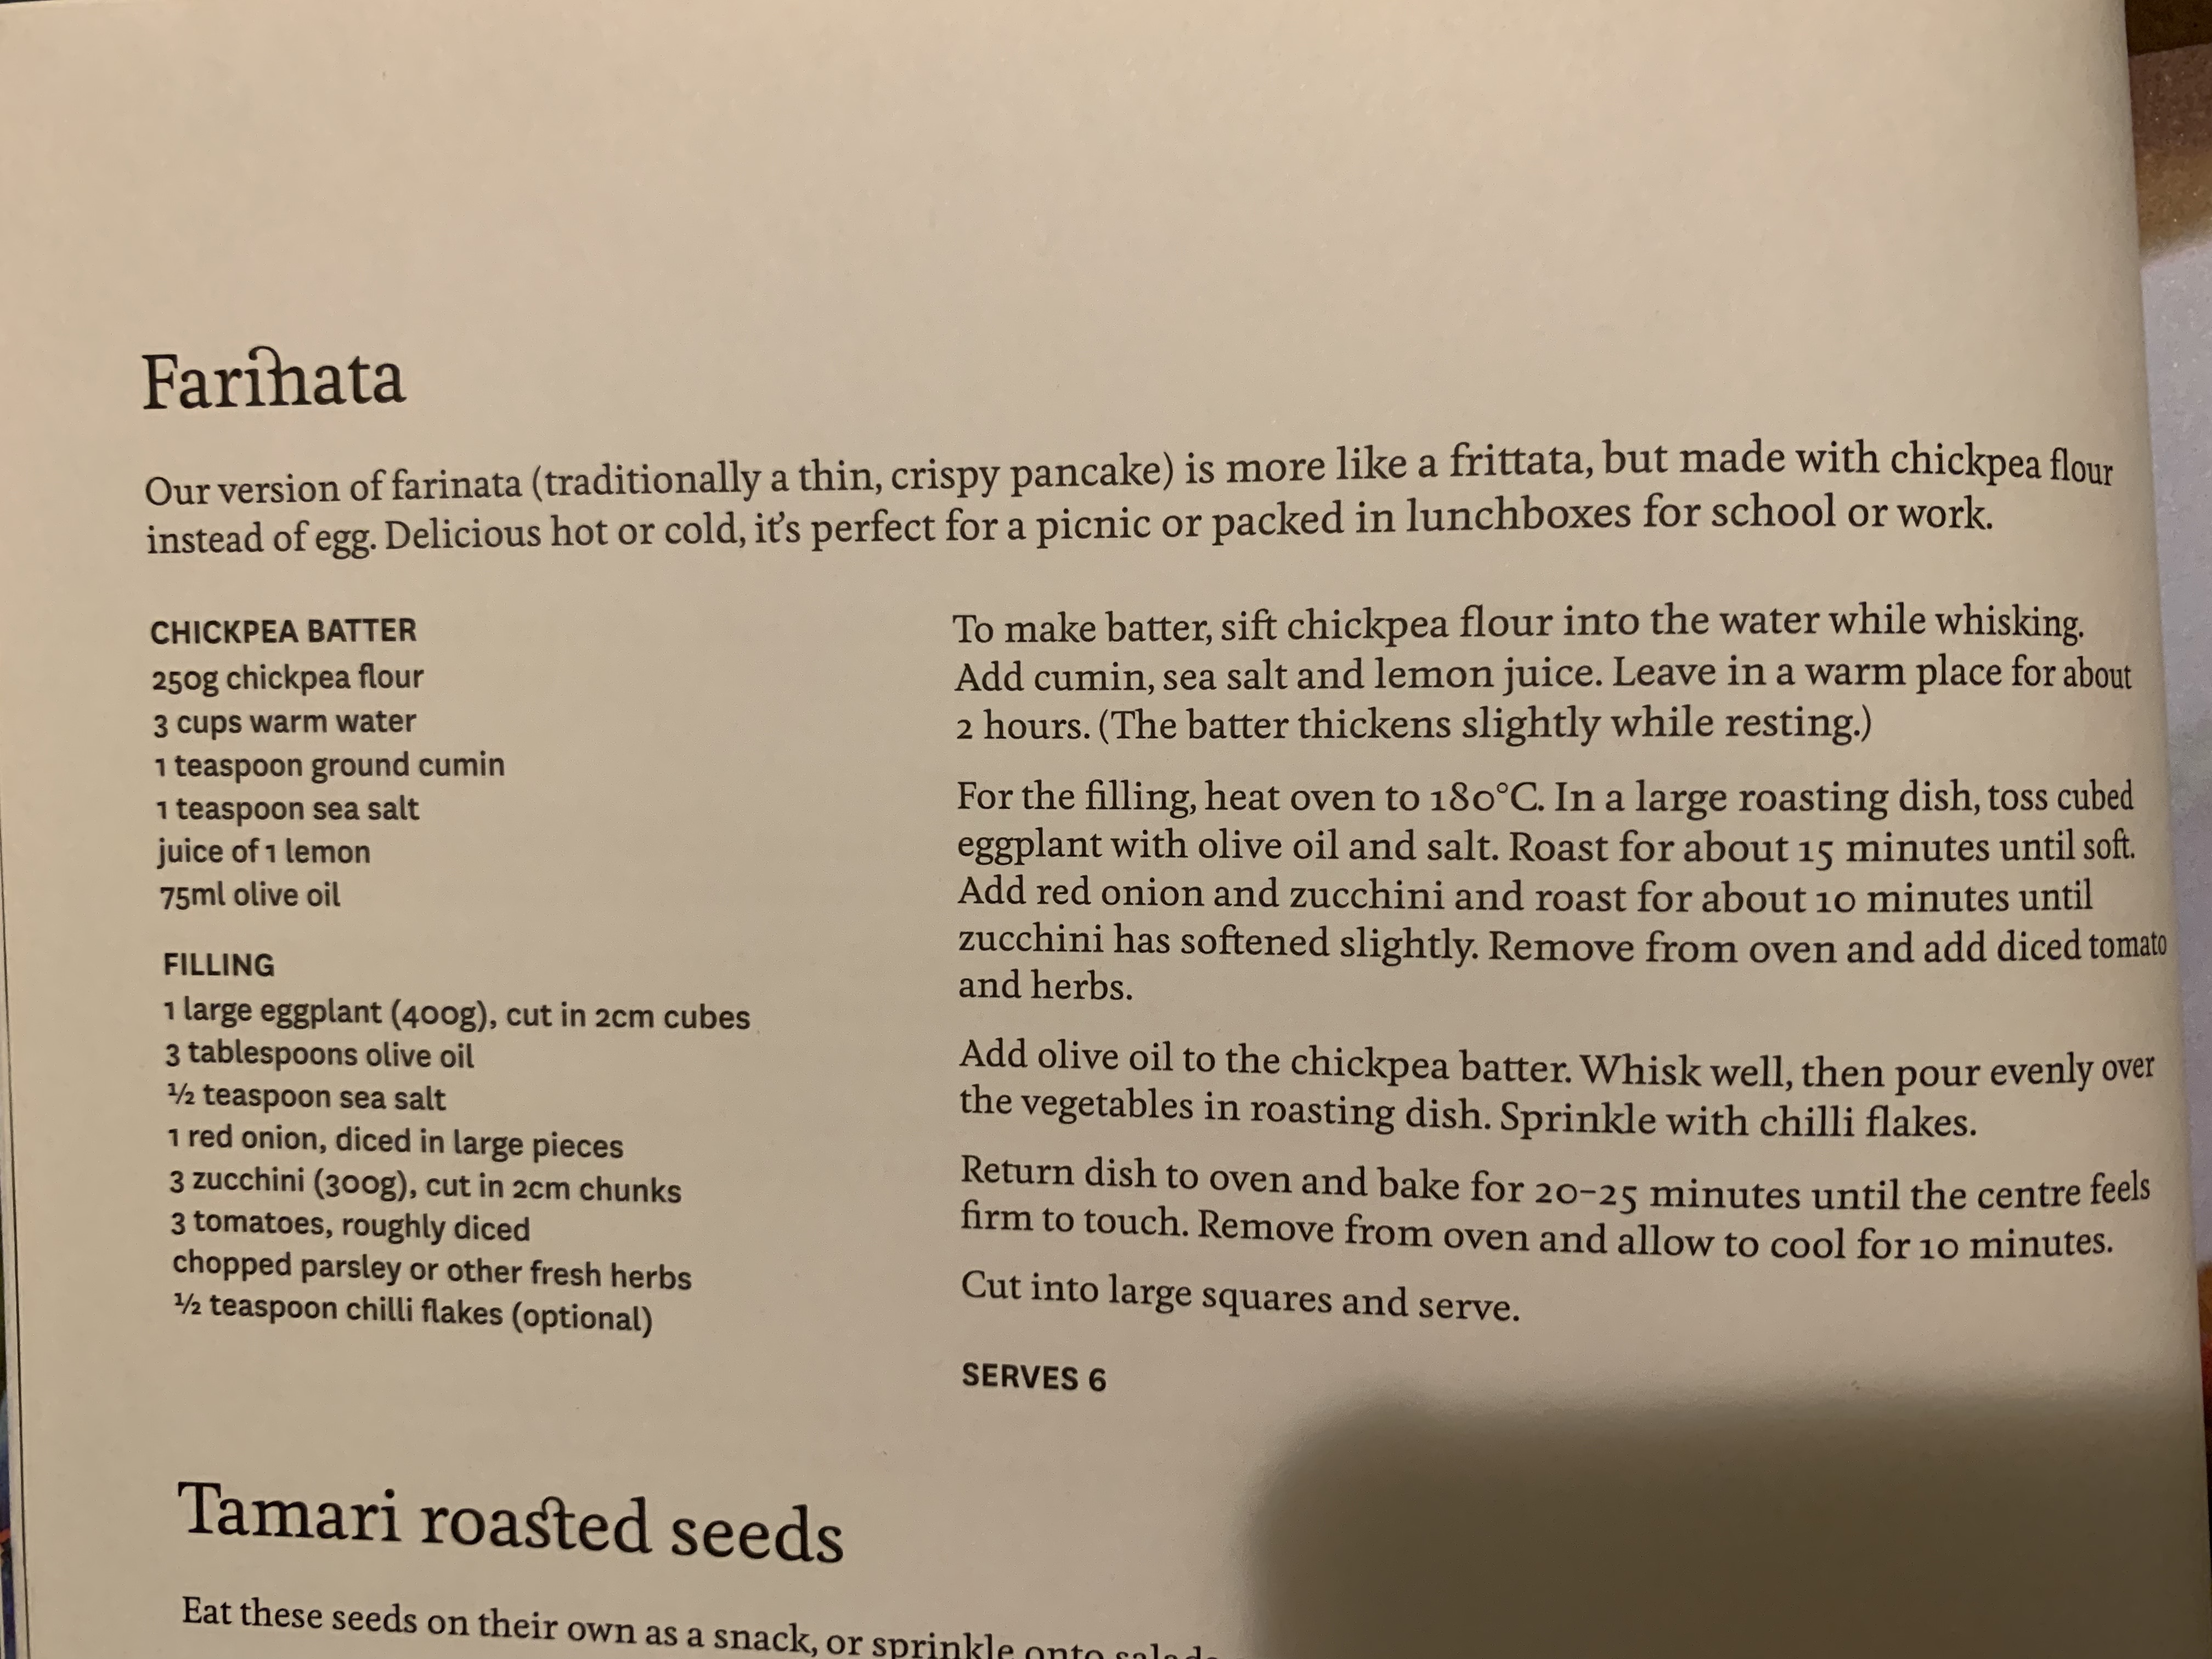 Farinata
Our version of farinata (traditionally a thin, crispy pancake) is more like a frittata, but made with chickpea flour
instead of egg. Delicious hot or cold, it's perfect for a picnic or packed in lunchboxes for school or work.
CHICKPEA BATTER
250g chickpea flour
3 cups warm water
1 teaspoon ground cumin
1 teaspoon sea salt
juice of 1 lemon
75ml olive oil
FILLING
1 large eggplant (400g), cut in 2cm cubes
3 tablespoons olive oil
½ teaspoon sea salt
1 red onion, diced in large pieces
3 zucchini (300g), cut in 2cm chunks
3 tomatoes, roughly diced
chopped parsley or other fresh herbs
½ teaspoon chilli flakes (optional)
To make batter, sift chickpea flour into the water while whisking.
Add cumin, sea salt and lemon juice. Leave in a warm place for about
2 hours. (The batter thickens slightly while resting.)
For the filling, heat oven to 180°C. In a large roasting dish, toss cubed
eggplant with olive oil and salt. Roast for about 15 minutes until soft.
Add red onion and zucchini and roast for about 10 minutes until
zucchini has softened slightly. Remove from oven and add diced tomato
and herbs.
Add olive oil to the chickpea batter. Whisk well, then pour evenly over
the vegetables in roasting dish. Sprinkle with chilli flakes.
Return dish to oven and bake for 20–25 minutes until the centre feels
firm to touch. Remove from oven and allow to cool for 10 minutes.
Cut into large squares and serve.
SERVES 6
Tamari roasted seeds
Eat these seeds on their own as a snack, or sprinkle onto salads